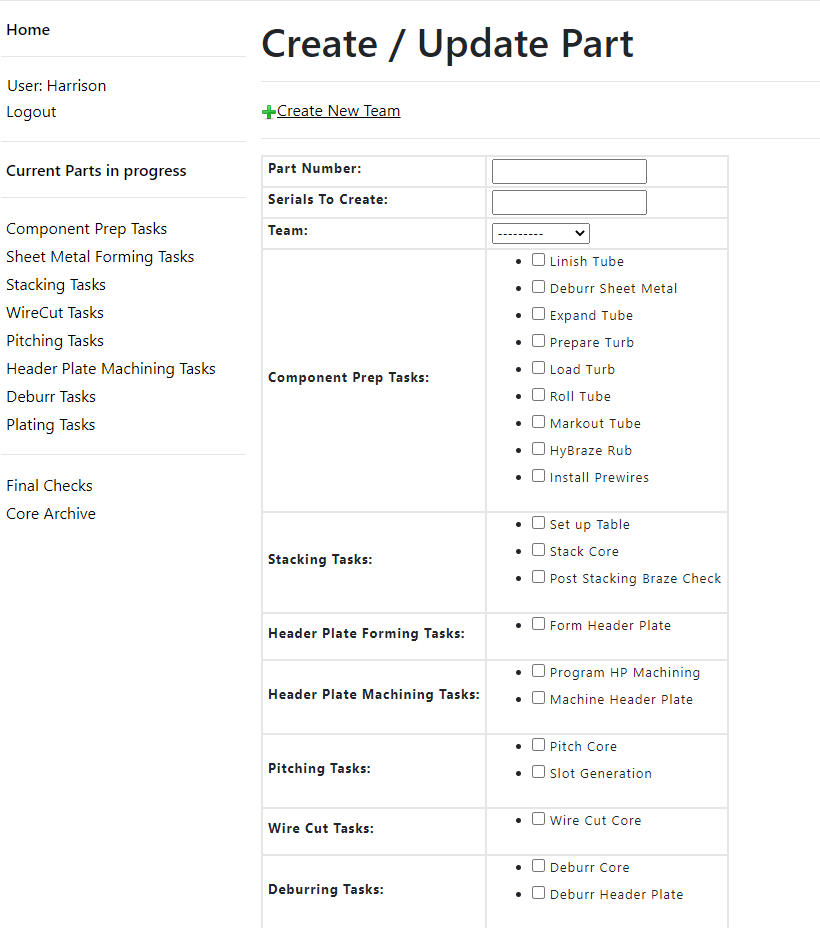 Home
User: Harrison
Logout
Current Parts in progress
Component Prep Tasks
Sheet Metal Forming Tasks
Stacking Tasks
WireCut Tasks
Pitching Tasks
Header Plate Machining Tasks
Deburr Tasks
Plating Tasks
Final Checks
Core Archive
Create / Update Part
Create New Team
Part Number:
Serials To Create:
Team: ---------
Component Prep Tasks:
Linish Tube
Deburr Sheet Metal
Expand Tube
Prepare Turb
Load Turb
Roll Tube
Markout Tube
HyBraze Rub
Install Prewires
Stacking Tasks:
Set up Table
Stack Core
Post Stacking Braze Check
Header Plate Forming Tasks:
Form Header Plate
Header Plate Machining Tasks:
Program HP Machining
Machine Header Plate
Pitching Tasks:
Pitch Core
Slot Generation
Wire Cut Tasks:
Wire Cut Core
Deburring Tasks:
Deburr Core
Deburr Header Plate